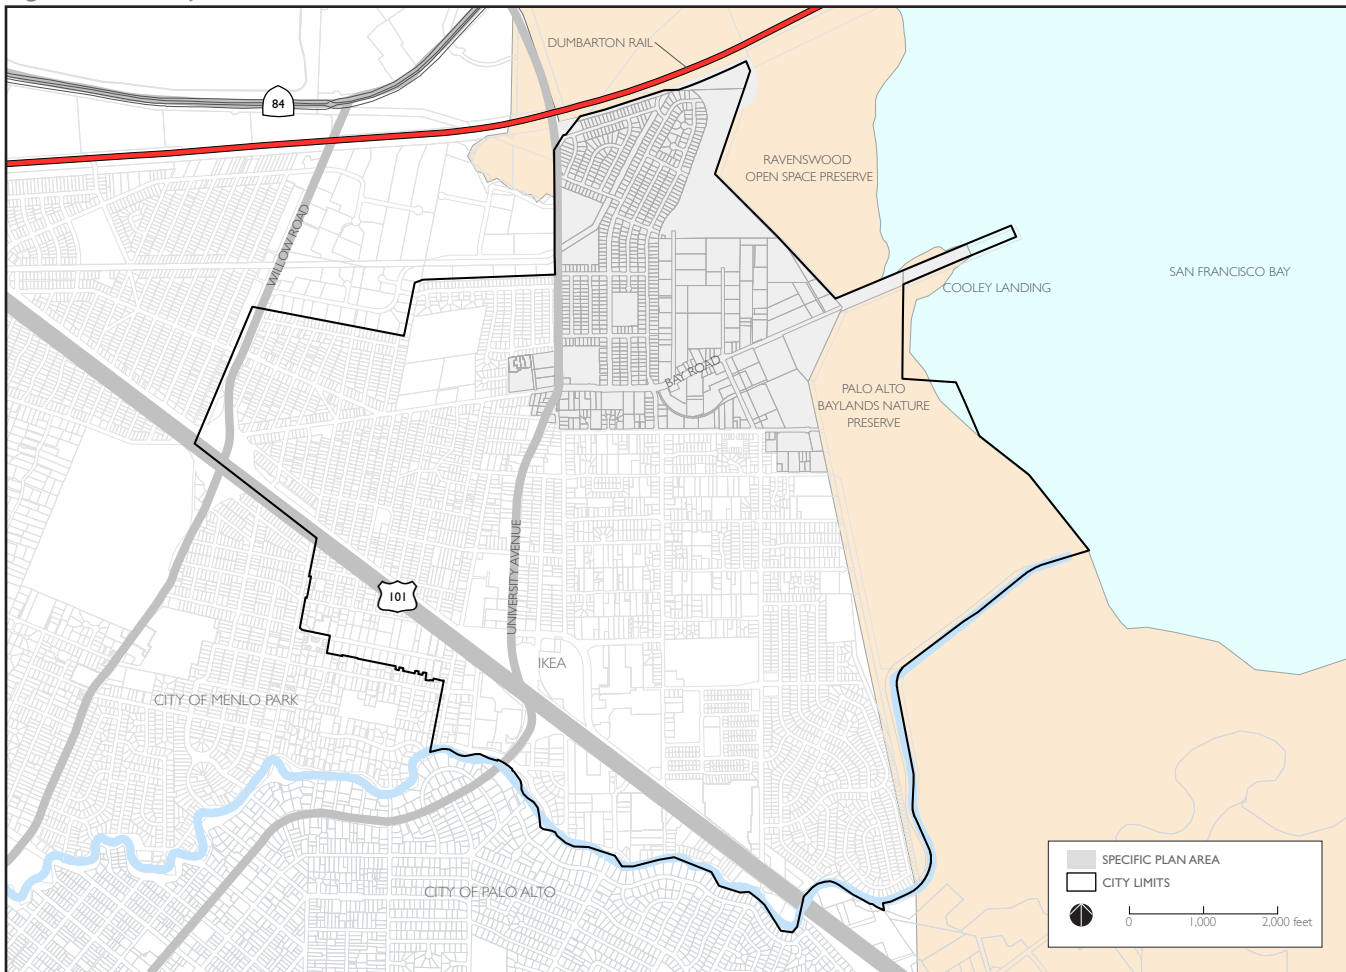 DUMBARTON RAIL
84
RAVENSWOOD
OPEN SPACE PRESERVE
WILLOW ROAD
SAN FRANCISCO BAY
COOLEY LANDING
BAY ROAD
PALO ALTO
BAYLANDS NATURE
PRESERVE
UNIVERSITY AVENUE
101
IKEA
CITY OF MENLO PARK
CITY OF PALO ALTO
SPECIFIC PLAN AREA
CITY LIMITS
0 1,000 2,000 feet